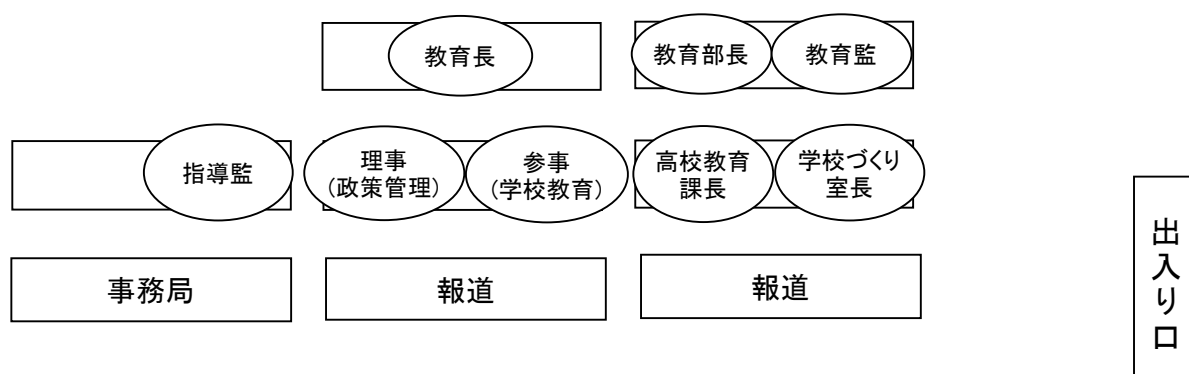 教育長
教育部長
教育監
指導監
理事
(政策管理)
参事
(学校教育)
高校教育
課長
学校づくり
室長
事務局
報道
報道
出入り口